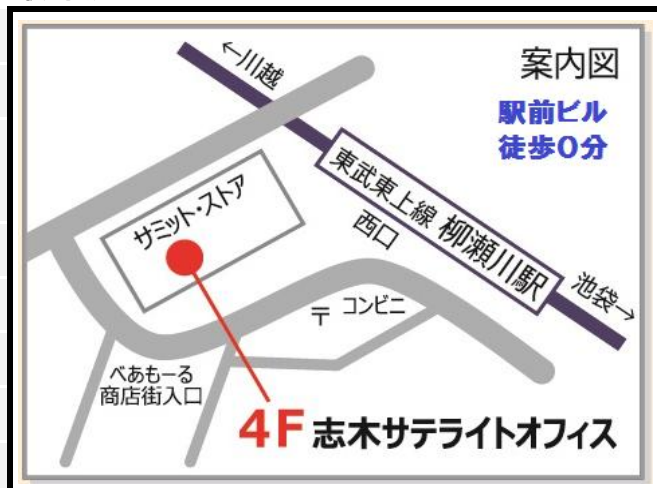 ←川越
案内図
駅前ビル
徒歩0分
東武東上線 柳瀬川駅
西口
サミット・ストア
池袋→
〒 コンビニ
べあもーる
商店街入口
4F 志木サテライトオフィス